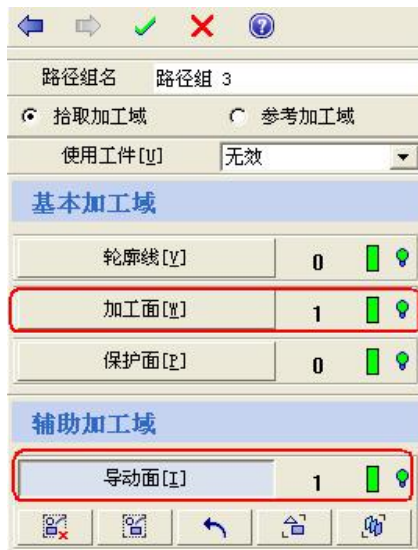 路径组名 路径组 3
拾取加工域 参考加工域
使用工件[U] 无效
基本加工域
轮廓线[V] 0
加工面[W] 1
保护面[P] 0
辅助加工域
导动面[I] 1